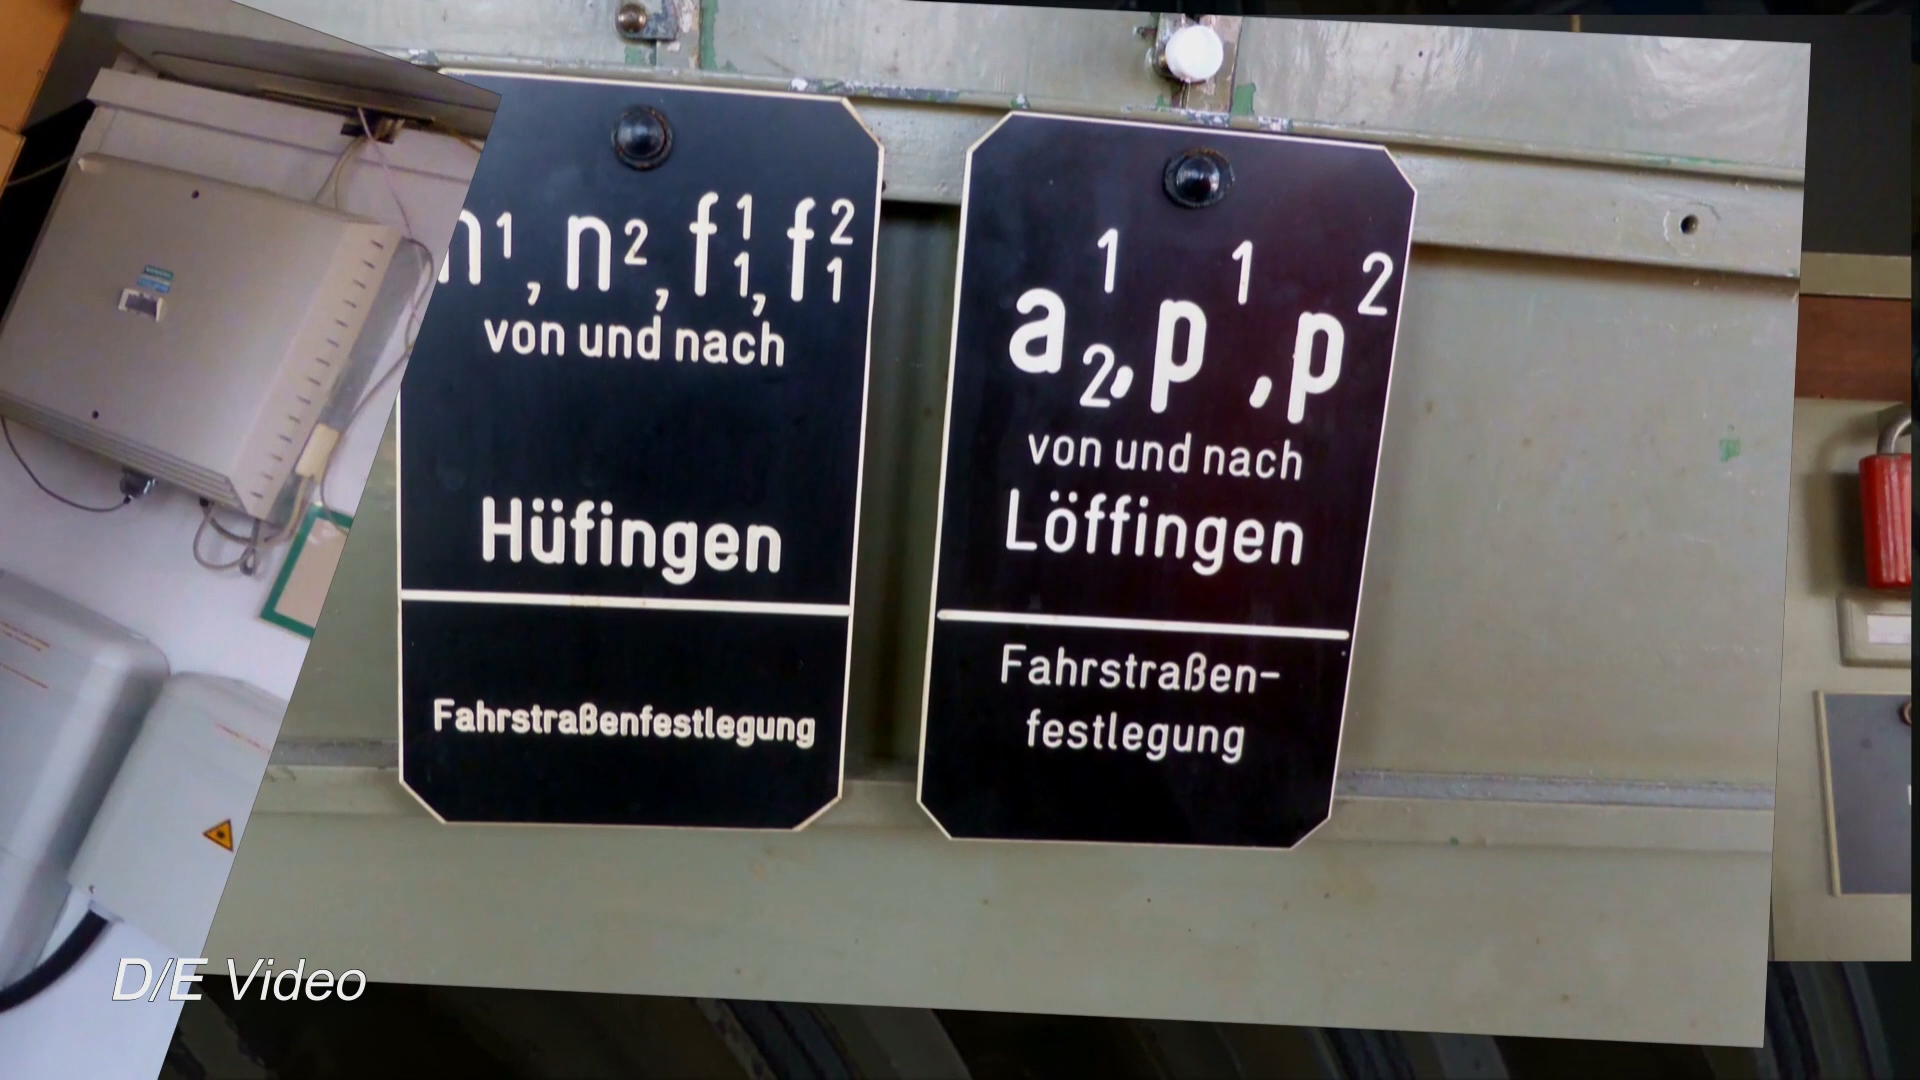 n¹, n², f¹₁, f²₁
von und nach
Hüfingen
Fahrstraßenfestlegung
a¹₂, p¹, p²
von und nach
Löffingen
Fahrstraßen-
festlegung
D/E Video